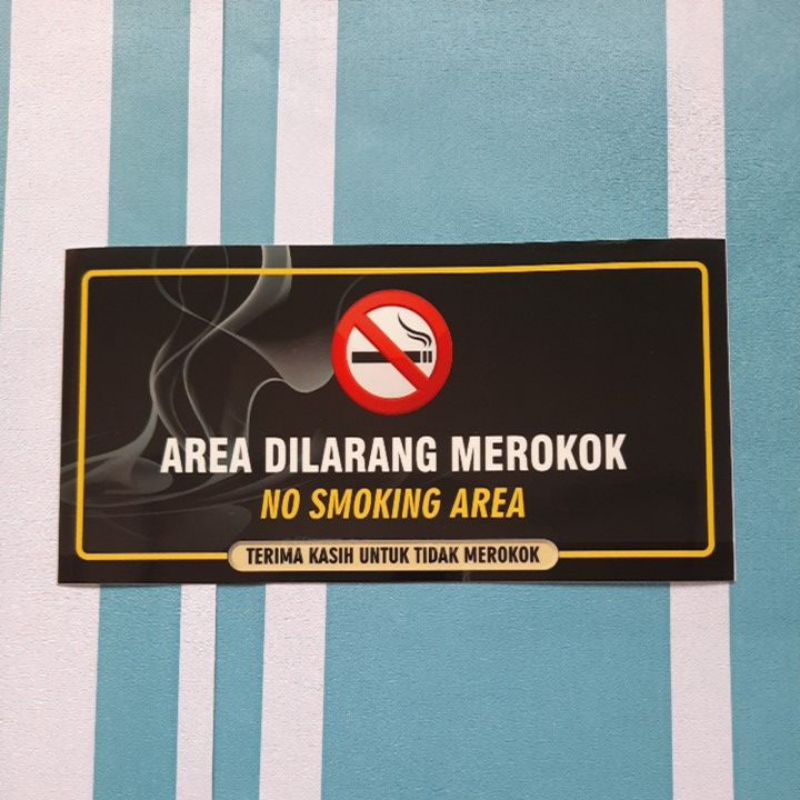 AREA DILARANG MEROKOK
NO SMOKING AREA
TERIMA KASIH UNTUK TIDAK MEROKOK